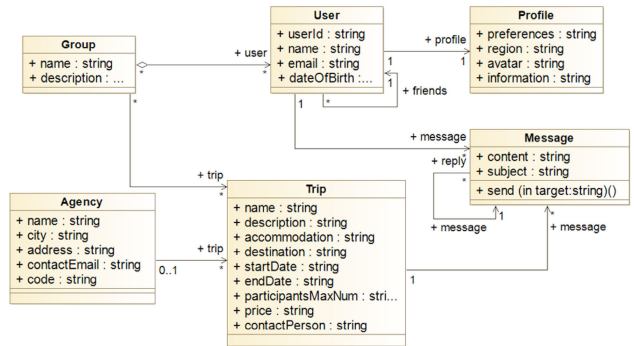 Group
+ name : string
+ description : ...
User
+ userId : string
+ name : string
+ email : string
+ dateOfBirth :...
Profile
+ preferences : string
+ region : string
+ avatar : string
+ information : string
+ user
*
*
+ profile
1
1
1
*
+ friends
1
+ message
*
+ reply
*
Message
+ content : string
+ subject : string
+ send (in target:string)()
1
+ message
*
+ message
*
+ trip
*
Agency
+ name : string
+ city : string
+ address : string
+ contactEmail : string
+ code : string
+ trip
0..1
*
Trip
+ name : string
+ description : string
+ accommodation : string
+ destination : string
+ startDate : string
+ endDate : string
+ participantsMaxNum : stri...
+ price : string
+ contactPerson : string
1